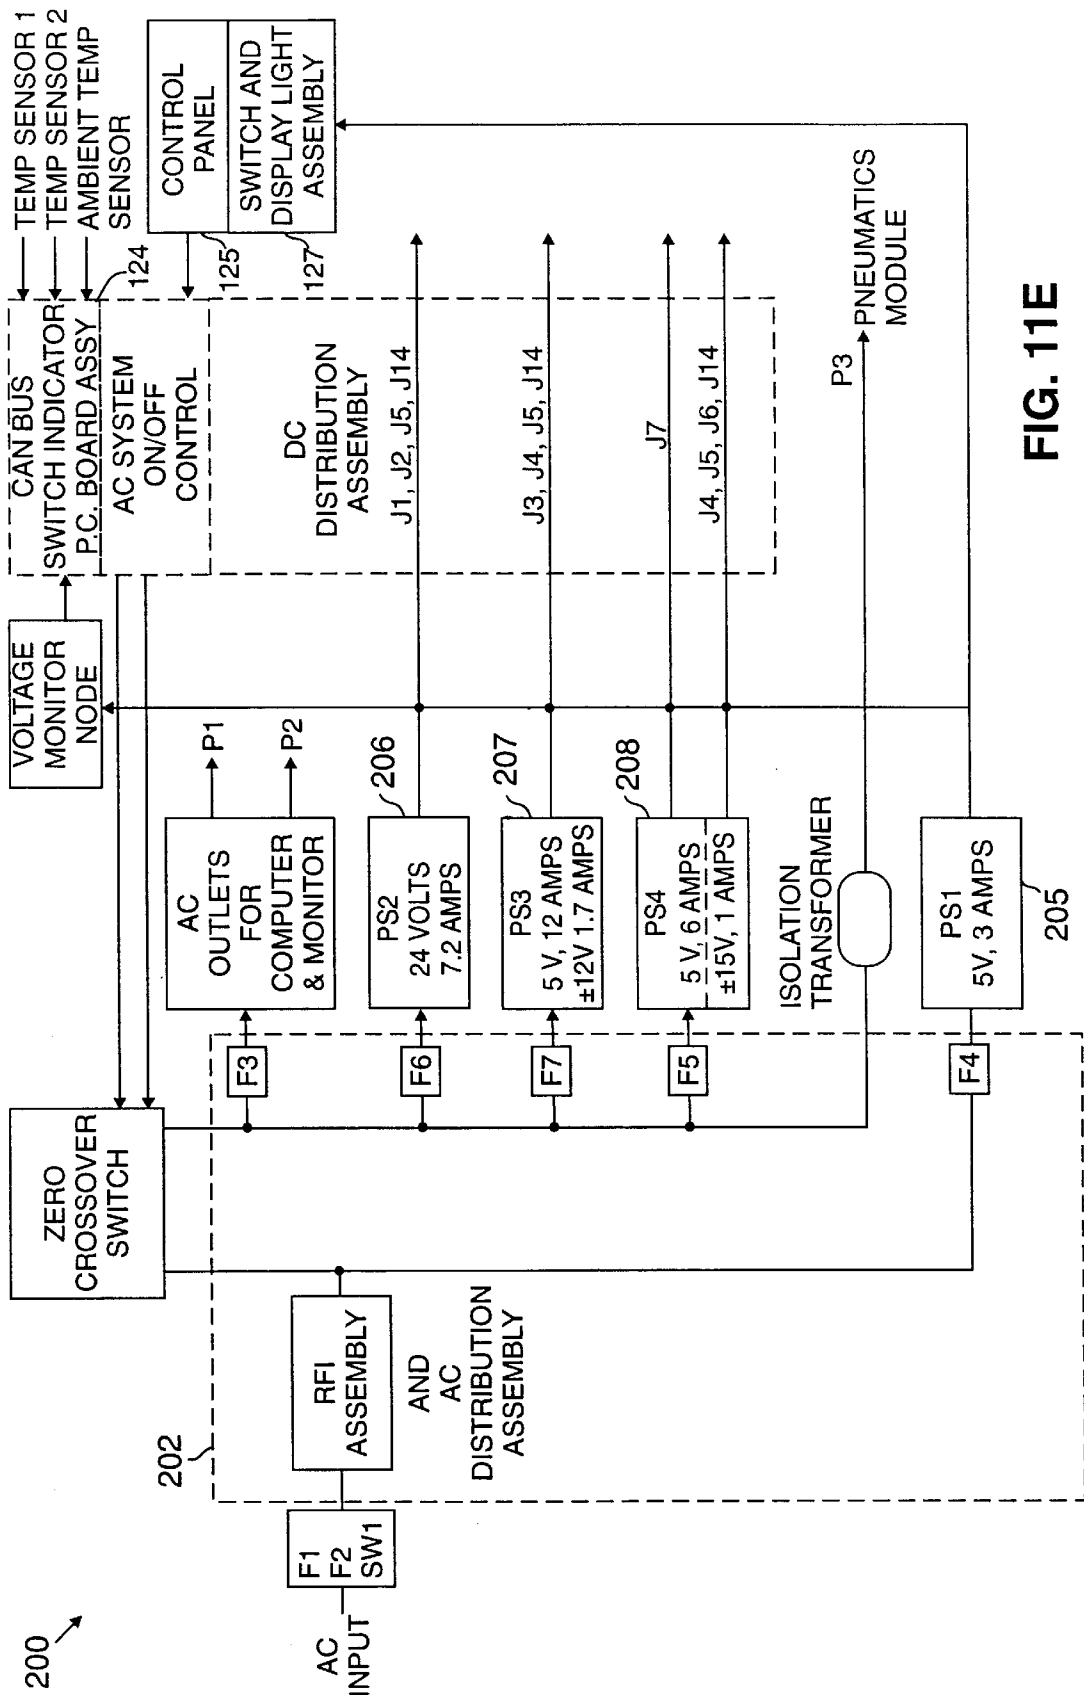 200
AC
INPUT
F1
F2
SW1
202
RFI
ASSEMBLY
AND
AC
DISTRIBUTION
ASSEMBLY
ZERO
CROSSOVER
SWITCH
F3
F6
F7
F5
F4
AC
OUTLETS
FOR
COMPUTER
& MONITOR
P1
P2
PS2
24 VOLTS
7.2 AMPS
206
PS3
5 V, 12 AMPS
±12V 1.7 AMPS
207
PS4
5 V, 6 AMPS
±15V, 1 AMPS
208
ISOLATION
TRANSFORMER
PS1
5V, 3 AMPS
205
VOLTAGE
MONITOR
NODE
CAN BUS
SWITCH INDICATOR
P.C. BOARD ASSY
AC SYSTEM
ON/OFF
CONTROL
124
DC
DISTRIBUTION
ASSEMBLY
J1, J2, J5, J14
J3, J4, J5, J14
J7
J4, J5, J6, J14
P3
PNEUMATICS
MODULE
TEMP SENSOR 1
TEMP SENSOR 2
AMBIENT TEMP
SENSOR
CONTROL
PANEL
125
SWITCH AND
DISPLAY LIGHT
ASSEMBLY
127
FIG. 11E